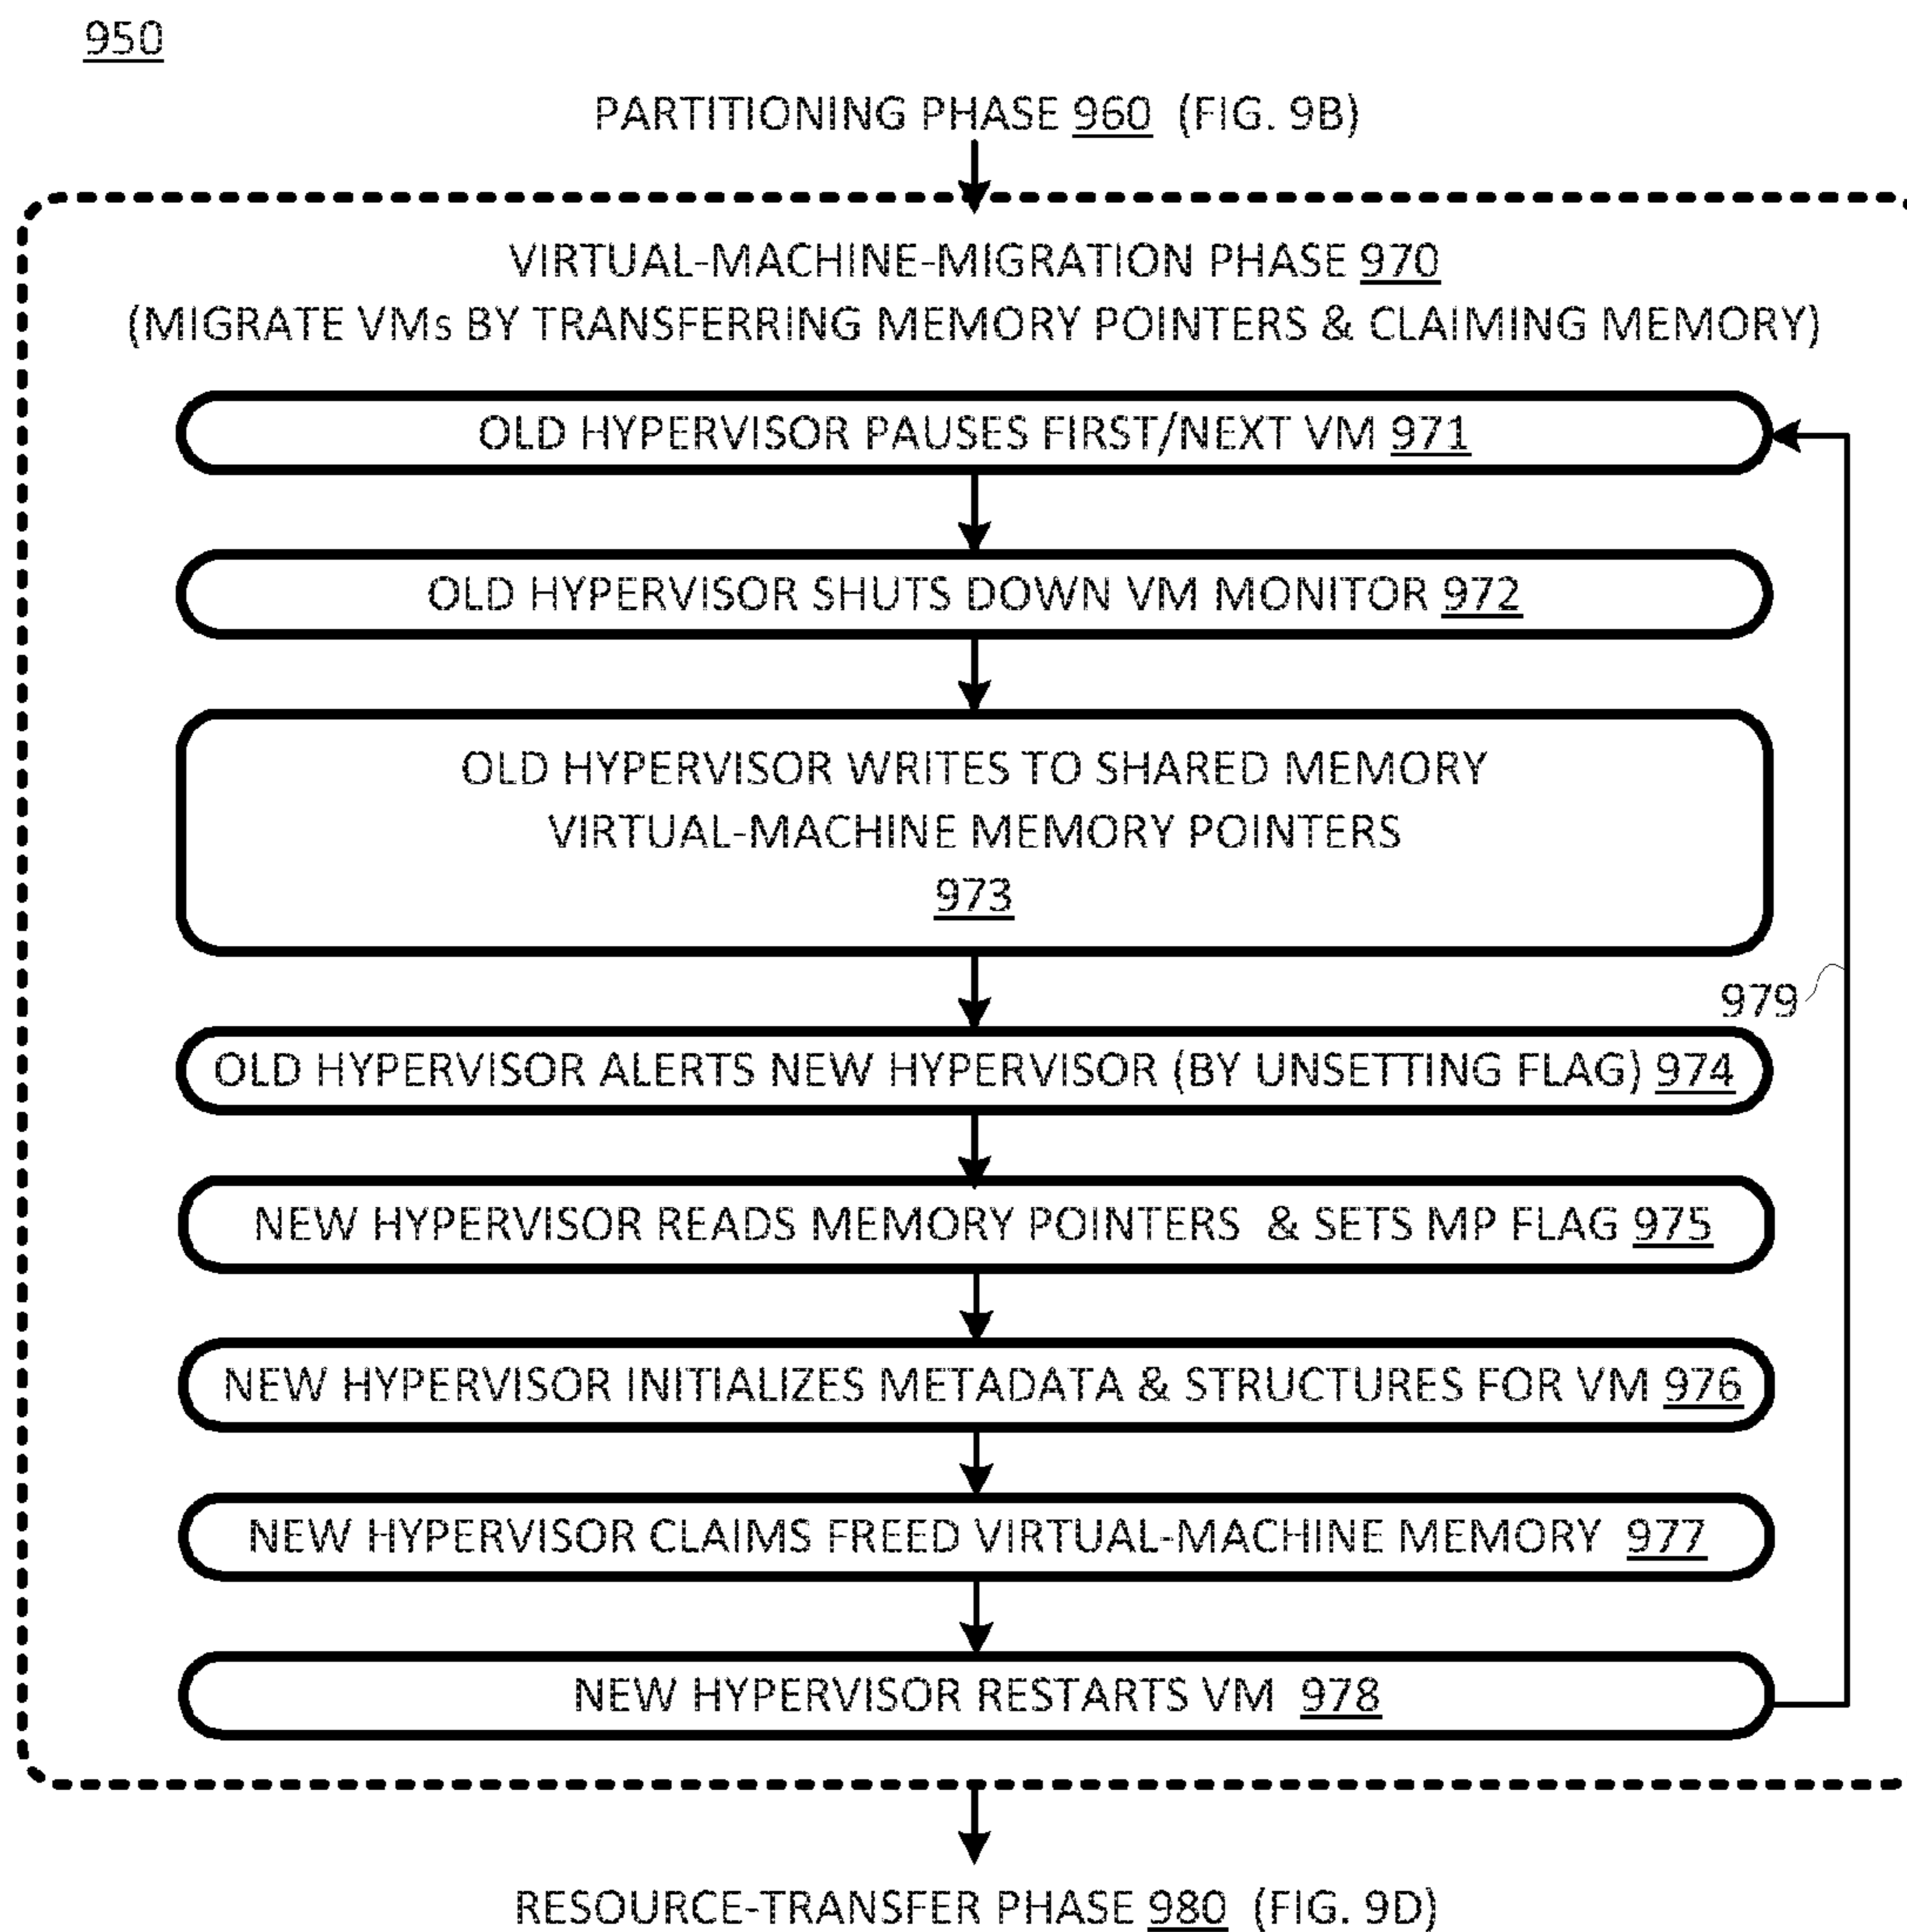 950
PARTITIONING PHASE 960 (FIG. 9B)
VIRTUAL-MACHINE-MIGRATION PHASE 970
(MIGRATE VMs BY TRANSFERRING MEMORY POINTERS & CLAIMING MEMORY)
OLD HYPERVISOR PAUSES FIRST/NEXT VM 971
OLD HYPERVISOR SHUTS DOWN VM MONITOR 972
OLD HYPERVISOR WRITES TO SHARED MEMORY
VIRTUAL-MACHINE MEMORY POINTERS
973
979
OLD HYPERVISOR ALERTS NEW HYPERVISOR (BY UNSETTING FLAG) 974
NEW HYPERVISOR READS MEMORY POINTERS & SETS MP FLAG 975
NEW HYPERVISOR INITIALIZES METADATA & STRUCTURES FOR VM 976
NEW HYPERVISOR CLAIMS FREED VIRTUAL-MACHINE MEMORY 977
NEW HYPERVISOR RESTARTS VM 978
RESOURCE-TRANSFER PHASE 980 (FIG. 9D)